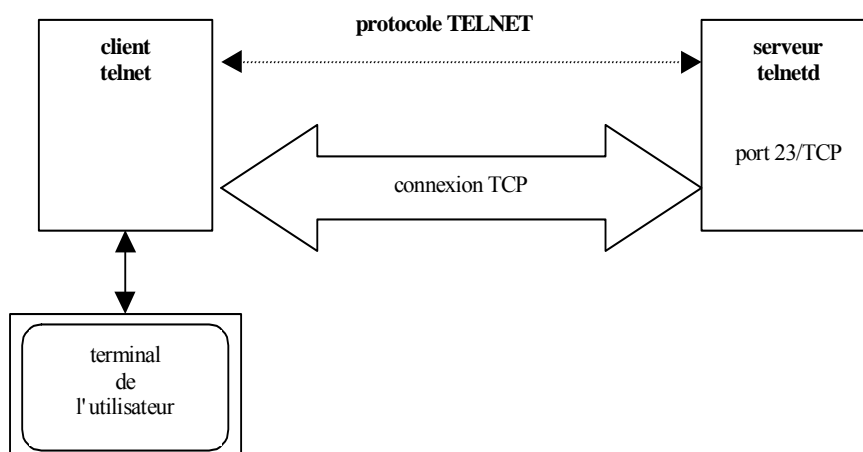 protocole TELNET
client
telnet
serveur
telnetd
port 23/TCP
connexion TCP
terminal
de
l'utilisateur